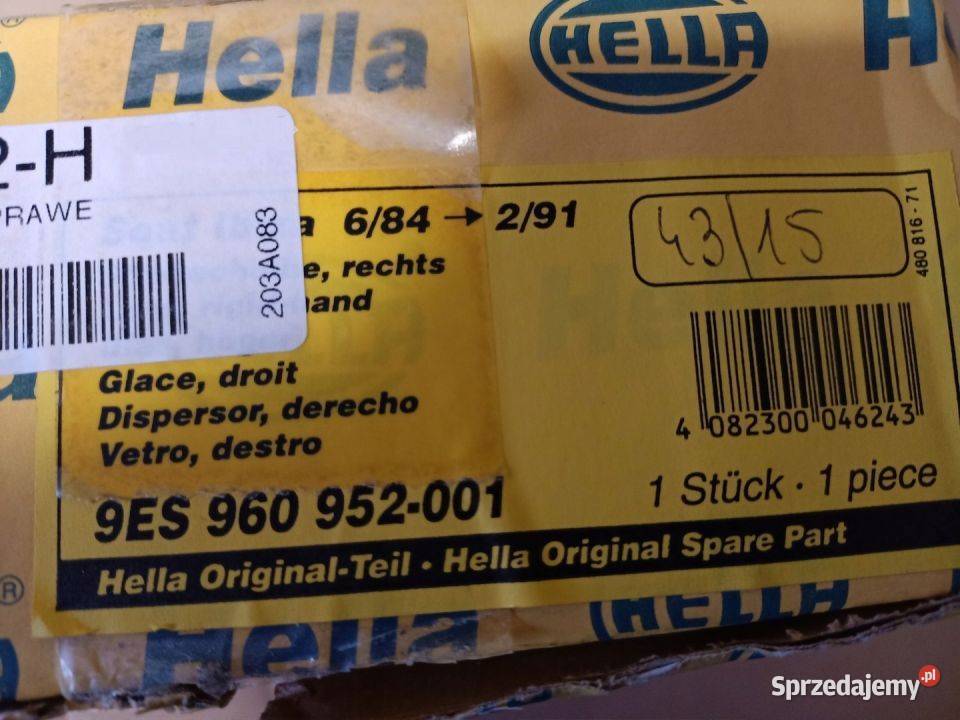 Hella
HELLA
H
2-H
PRAWE
203A083
6/84 → 2/91
43/15
480 816-71
rechts
Glace, droit
Dispersor, derecho
Vetro, destro
4 082300 046243
9ES 960 952-001
1 Stück · 1 piece
Hella Original-Teil · Hella Original Spare Part
Hella
HELLA
Sprzedajemy.pl